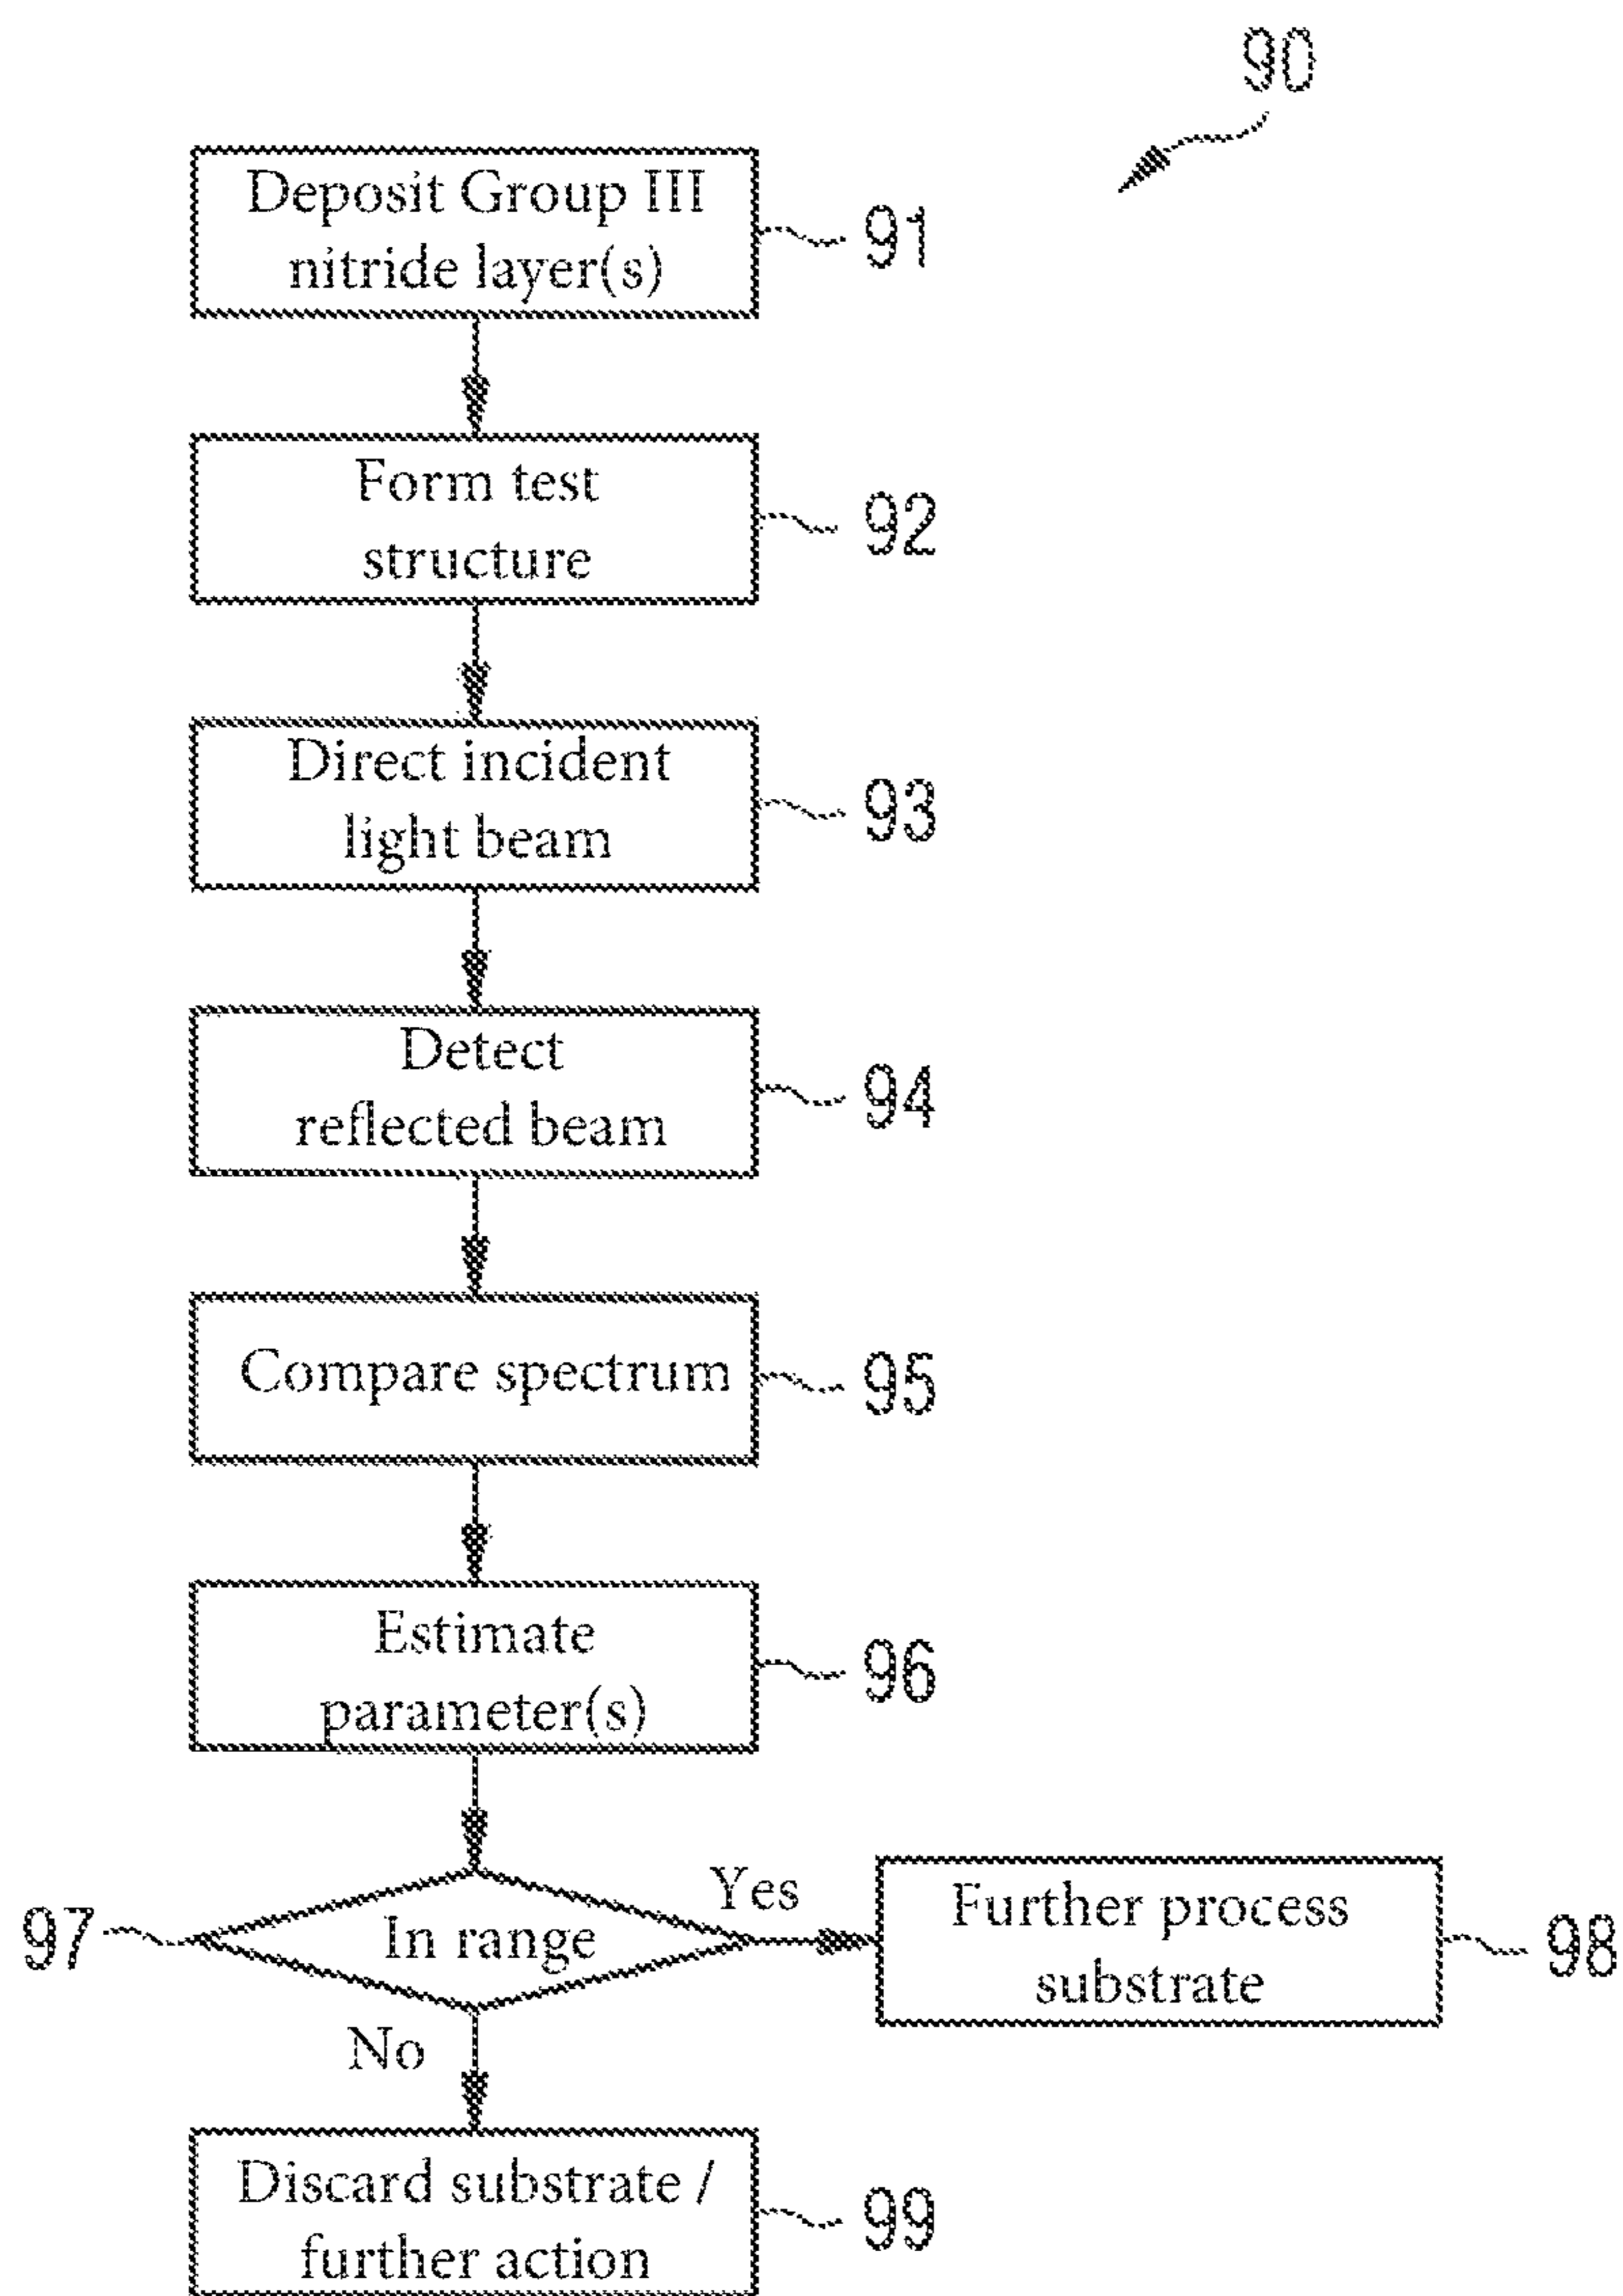 90
Deposit Group III
nitride layer(s)
91
Form test
structure
92
Direct incident
light beam
93
Detect
reflected beam
94
Compare spectrum
95
Estimate
parameter(s)
96
97
In range
Yes
Further process
substrate
98
No
Discard substrate /
further action
99